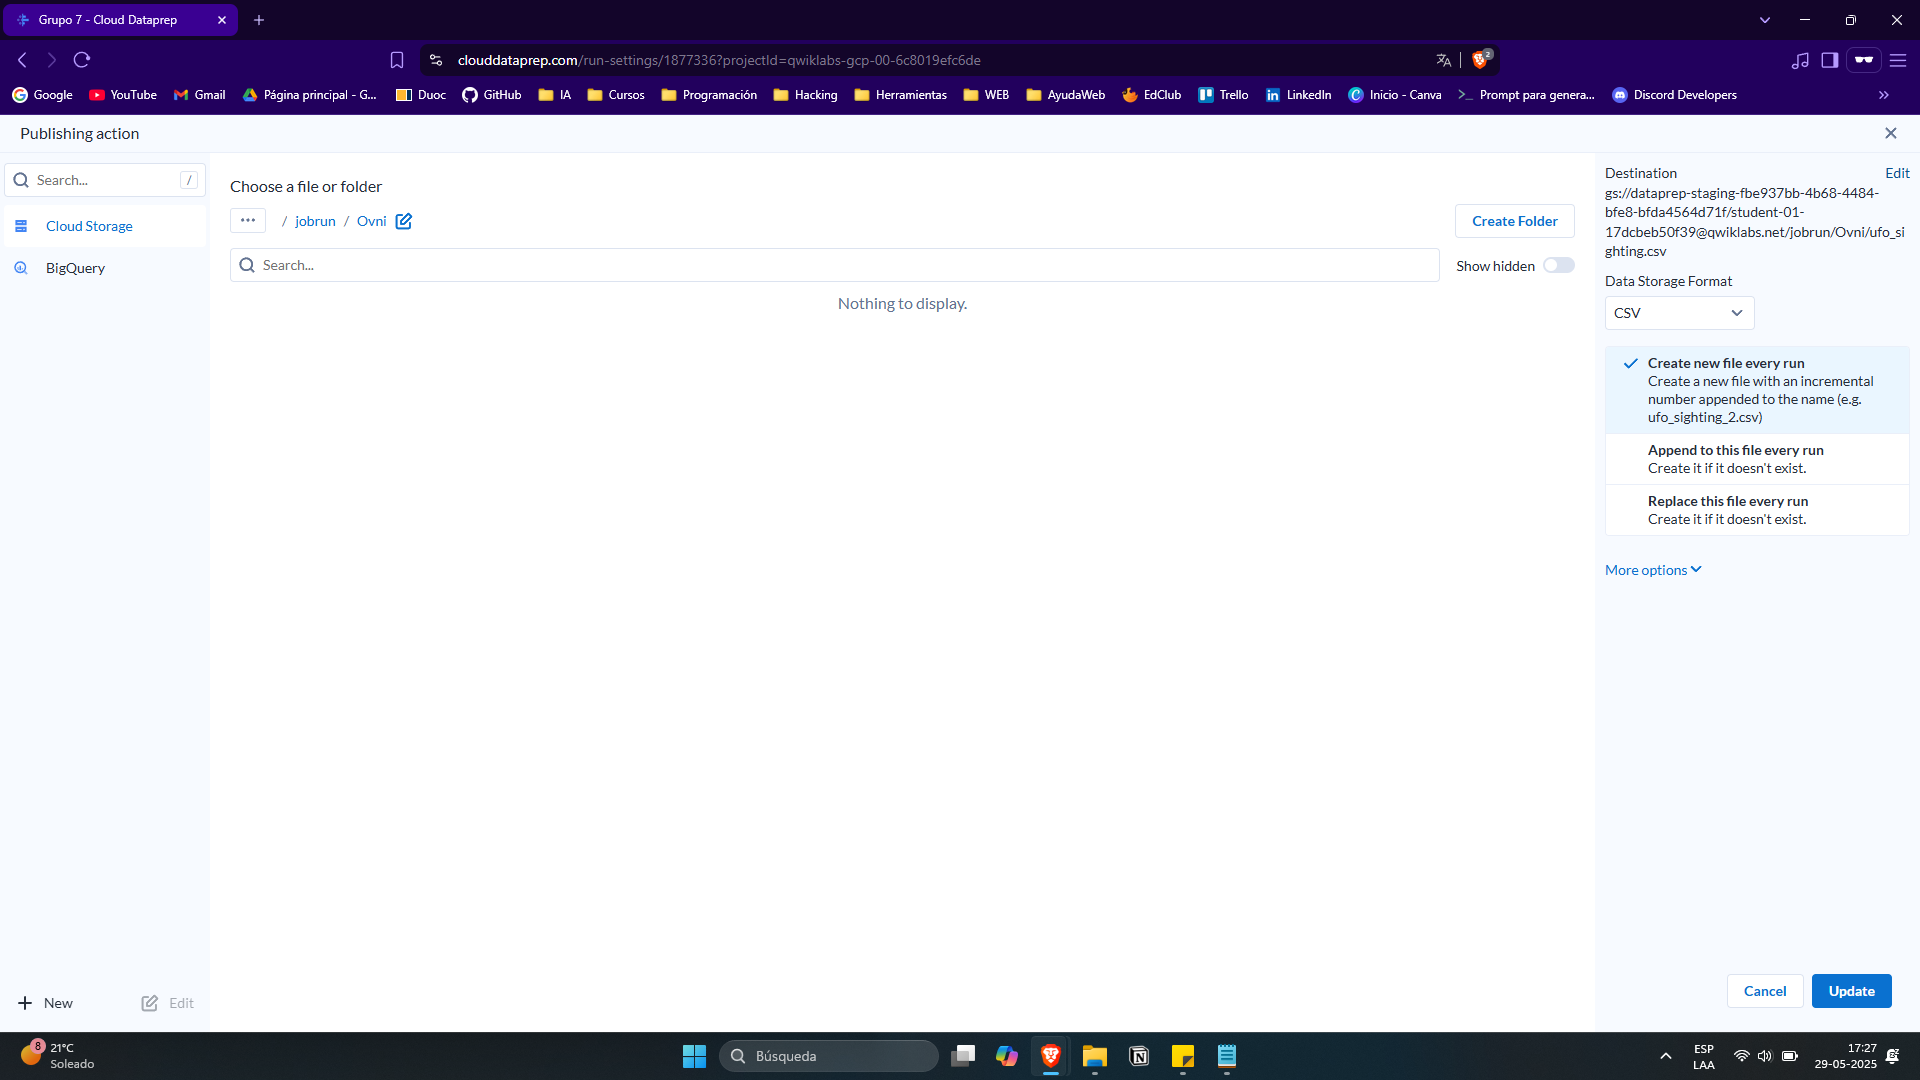 Grupo 7 - Cloud Dataprep
clouddataprep.com/run-settings/1877336?projectId=qwiklabs-gcp-00-6c8019efc6de
2
Google
YouTube
Gmail
Página principal - G...
Duoc
GitHub
IA
Cursos
Programación
Hacking
Herramientas
WEB
AyudaWeb
EdClub
Trello
LinkedIn
Inicio - Canva
Prompt para genera...
Discord Developers
Publishing action
Search...
/
Cloud Storage
BigQuery
New
Edit
Choose a file or folder
... / jobrun / Ovni
Create Folder
Search...
Show hidden
Nothing to display.
Destination
Edit
gs://dataprep-staging-fbe937bb-4b68-4484-
bfe8-bfda4564d71f/student-01-
17dcbeb50f39@qwiklabs.net/jobrun/Ovni/ufo_si
ghting.csv
Data Storage Format
CSV
Create new file every run
Create a new file with an incremental
number appended to the name (e.g.
ufo_sighting_2.csv)
Append to this file every run
Create it if it doesn't exist.
Replace this file every run
Create it if it doesn't exist.
More options
Cancel
Update
8
21°C
Soleado
Búsqueda
ESP
LAA
17:27
29-05-2025